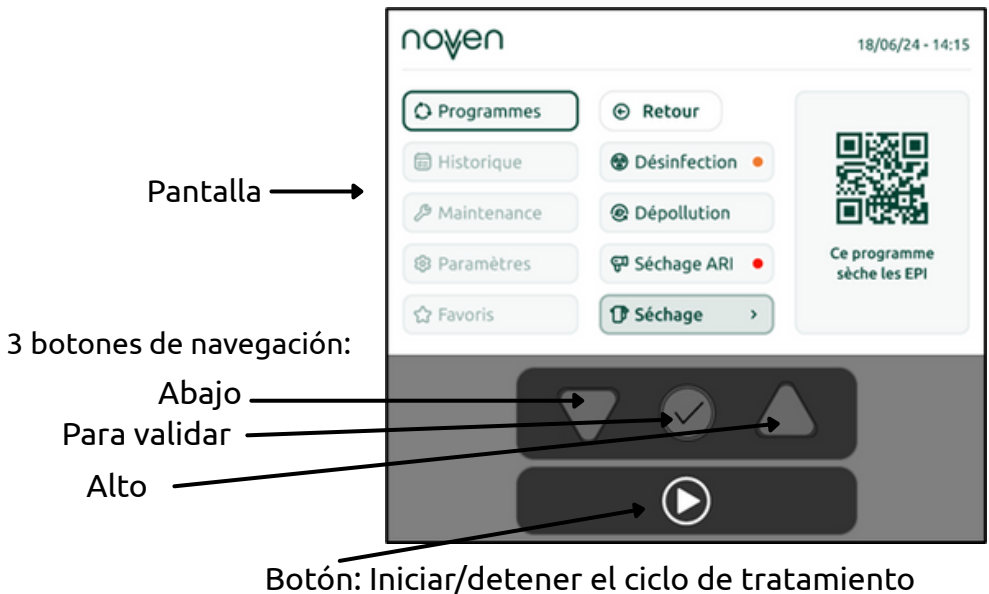 noven
18/06/24 - 14:15
Programmes
Historique
Maintenance
Paramètres
Favoris
Retour
Désinfection
Dépollution
Séchage ARI
Séchage
Ce programme
sèche les EPI
Pantalla
3 botones de navegación:
Abajo
Para validar
Alto
Botón: Iniciar/detener el ciclo de tratamiento